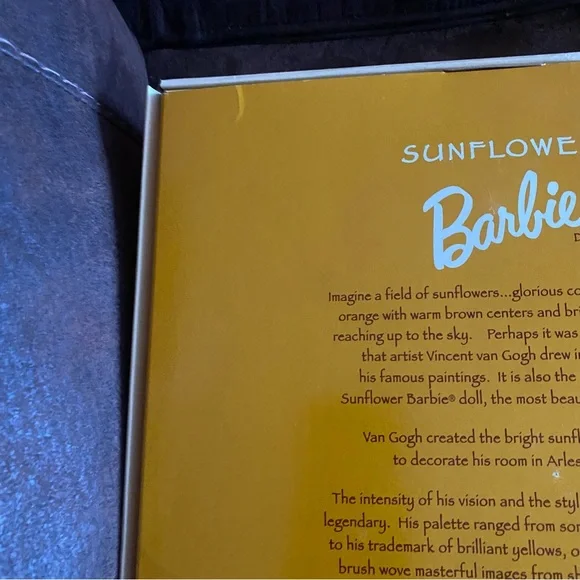 SUNFLOWE
Barbie
D
Imagine a field of sunflowers...glorious co
orange with warm brown centers and bri
reaching up to the sky. Perhaps it was
that artist Vincent van Gogh drew in
his famous paintings. It is also the
Sunflower Barbie® doll, the most beau
Van Gogh created the bright sunfl
to decorate his room in Arles
The intensity of his vision and the styl
legendary. His palette ranged from som
to his trademark of brilliant yellows, o
brush wove masterful images from sh